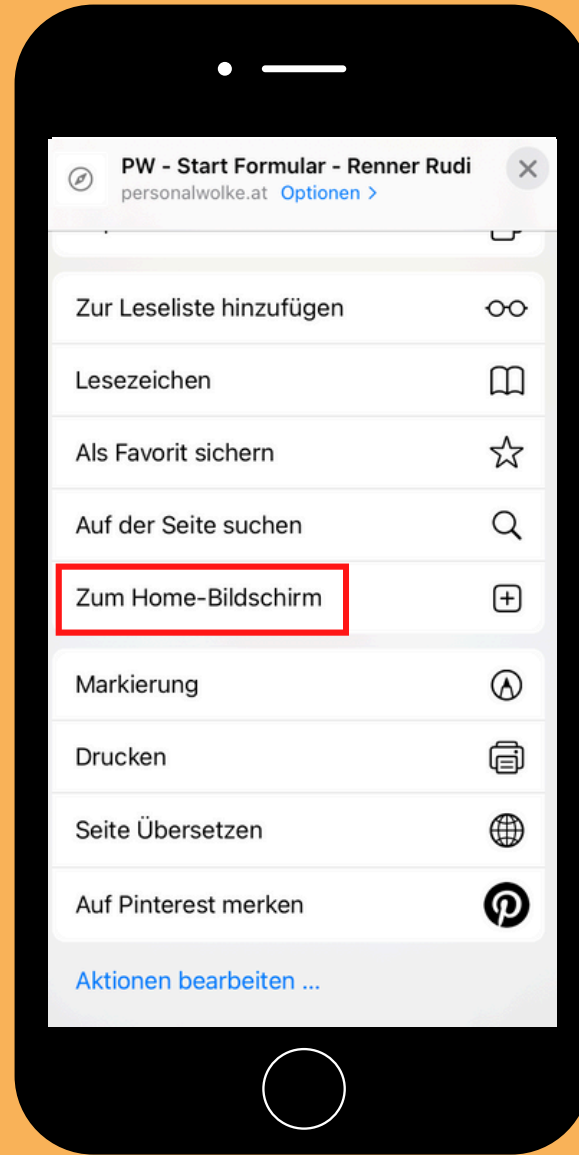 PW - Start Formular - Renner Rudi
personalwolke.at Optionen >
Zur Leseliste hinzufügen
Lesezeichen
Als Favorit sichern
Auf der Seite suchen
Zum Home-Bildschirm
Markierung
Drucken
Seite Übersetzen
Auf Pinterest merken
Aktionen bearbeiten ...